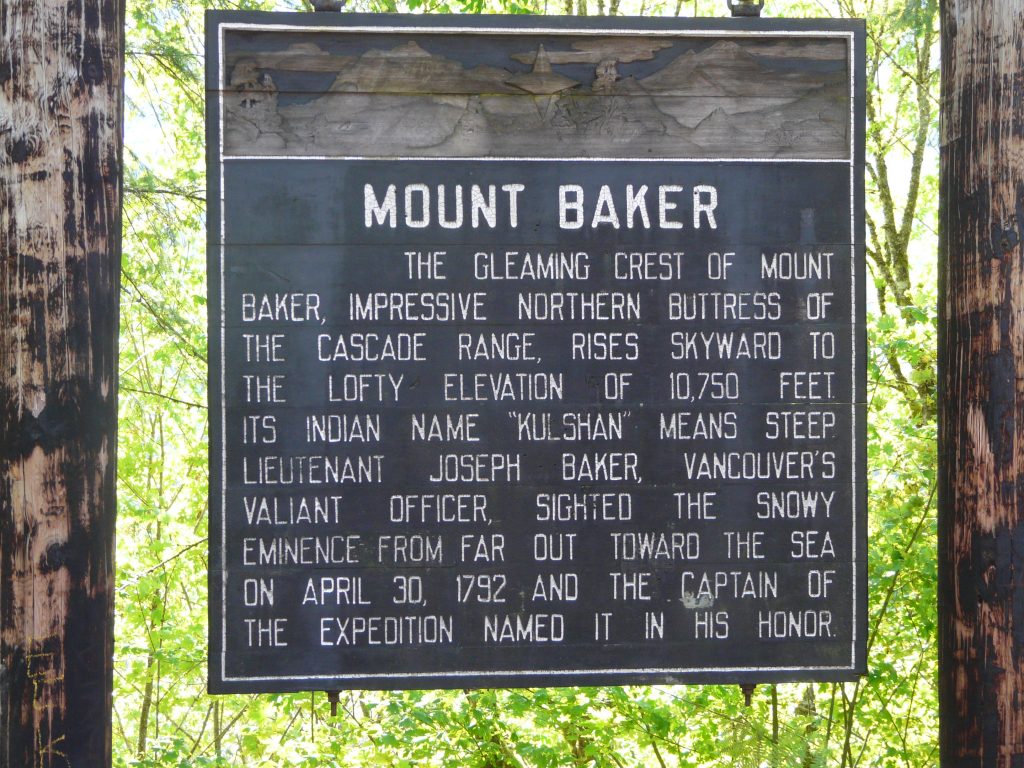 MOUNT BAKER
THE GLEAMING CREST OF MOUNT
BAKER, IMPRESSIVE NORTHERN BUTTRESS OF
THE CASCADE RANGE, RISES SKYWARD TO
THE LOFTY ELEVATION OF 10,750 FEET
ITS INDIAN NAME "KULSHAN" MEANS STEEP.
LIEUTENANT JOSEPH BAKER, VANCOUVER'S
VALIANT OFFICER, SIGHTED THE SNOWY
EMINENCE FROM FAR OUT TOWARD THE SEA
ON APRIL 30, 1792 AND THE CAPTAIN OF
THE EXPEDITION NAMED IT IN HIS HONOR.